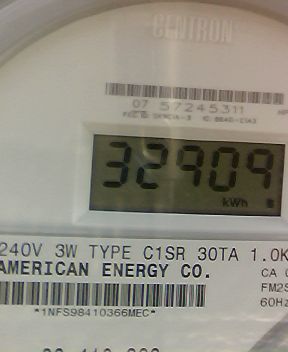 CENTRON
07 57245311
32909
kWh
240V 3W TYPE C1SR 30TA 1.0K
AMERICAN ENERGY CO.
CA
FM2S
60Hz
*1NFS98410366MEC*